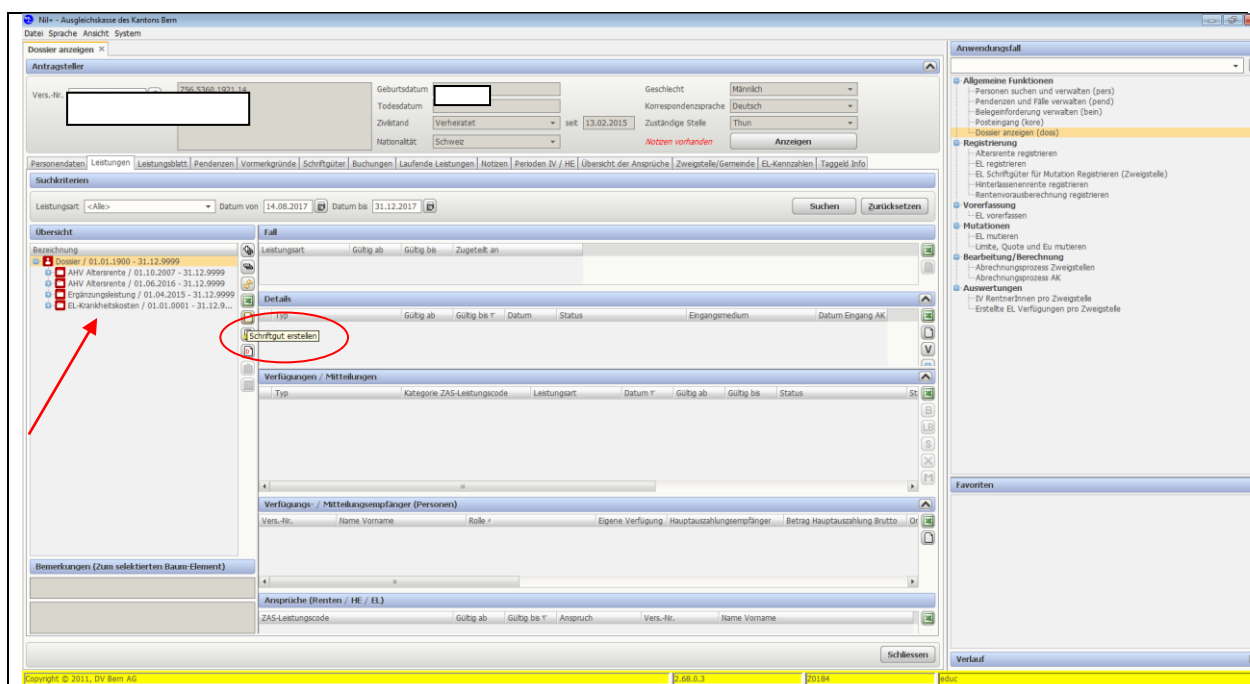 Nil+ - Ausgleichskasse des Kantons Bern
Datei Sprache Ansicht System
Dossier anzeigen
Antragsteller
Vers.-Nr.
756.5360.1921.14
Geburtsdatum
Geschlecht Männlich
Todesdatum
Korrespondenzsprache Deutsch
Zivilstand Verheiratet seit 13.02.2015 Zuständige Stelle Thun
Nationalität Schweiz Notizen vorhanden Anzeigen
Personendaten Leistungen Leistungsblatt Pendenzen Vormerkgründe Schriftgüter Buchungen Laufende Leistungen Notizen Perioden IV / HE Übersicht der Ansprüche Zweigstelle/Gemeinde EL-Kennzahlen Taggeld Info
Suchkriterien
Leistungsart <Alle> Datum von 14.08.2017 Datum bis 31.12.2017 Suchen Zurücksetzen
Übersicht
Bezeichnung
Dossier / 01.01.1900 - 31.12.9999
AHV Altersrente / 01.10.2007 - 31.12.9999
AHV Altersrente / 01.06.2016 - 31.12.9999
Ergänzungsleistung / 01.04.2015 - 31.12.9999
EL-Krankheitskosten / 01.01.0001 - 31.12.9...
Schriftgut erstellen
Bemerkungen (Zum selektierten Baum-Element)
Fall
Leistungsart Gültig ab Gültig bis Zugeteilt an
Details
Typ Gültig ab Gültig bis Datum Status Eingangsmedium Datum Eingang AK
V
Verfügungen / Mitteilungen
Typ Kategorie ZAS-Leistungscode Leistungsart Datum Gültig ab Gültig bis Status St
B
LB
S
M
Verfügungs- / Mitteilungsempfänger (Personen)
Vers.-Nr. Name Vorname Rolle Eigene Verfügung Hauptauszahlungsempfänger Betrag Hauptauszahlung Brutto Or
Ansprüche (Renten / HE / EL)
ZAS-Leistungscode Gültig ab Gültig bis Anspruch Vers.-Nr. Name Vorname
Schliessen
Anwendungsfall
Allgemeine Funktionen
Personen suchen und verwalten (pers)
Pendenzen und Fälle verwalten (pend)
Belegeinforderung verwalten (bein)
Posteingang (kore)
Dossier anzeigen (doss)
Registrierung
Altersrente registrieren
EL registrieren
EL Schriftgüter für Mutation Registrieren (Zweigstelle)
Hinterlassenenrente registrieren
Rentenvorausberechnung registrieren
Vorerfassung
EL vorerfassen
Mutationen
EL mutieren
Limite, Quote und Eu mutieren
Bearbeitung/Berechnung
Abrechnungsprozess Zweigstellen
Abrechnungsprozess AK
Auswertungen
IV RentnerInnen pro Zweigstelle
Erstellte EL Verfügungen pro Zweigstelle
Favoriten
Verlauf
Copyright © 2011, DV Bern AG 2.68.0.3 Z0184 educ